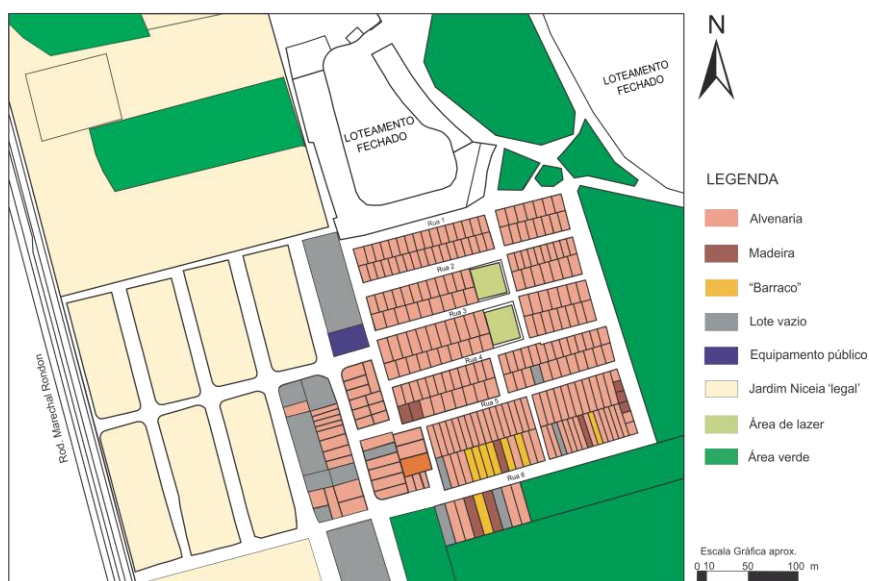 LOTEAMENTO
FECHADO
LOTEAMENTO
FECHADO
N
Rua 1
Rua 2
Rua 3
Rua 4
Rua 5
Rua 6
Rod. Marechal Rondon
LEGENDA
Alvenaria
Madeira
“Barraco”
Lote vazio
Equipamento público
Jardim Niceia ‘legal’
Área de lazer
Área verde
Escala Gráfica aprox.
0 10 50 100 m